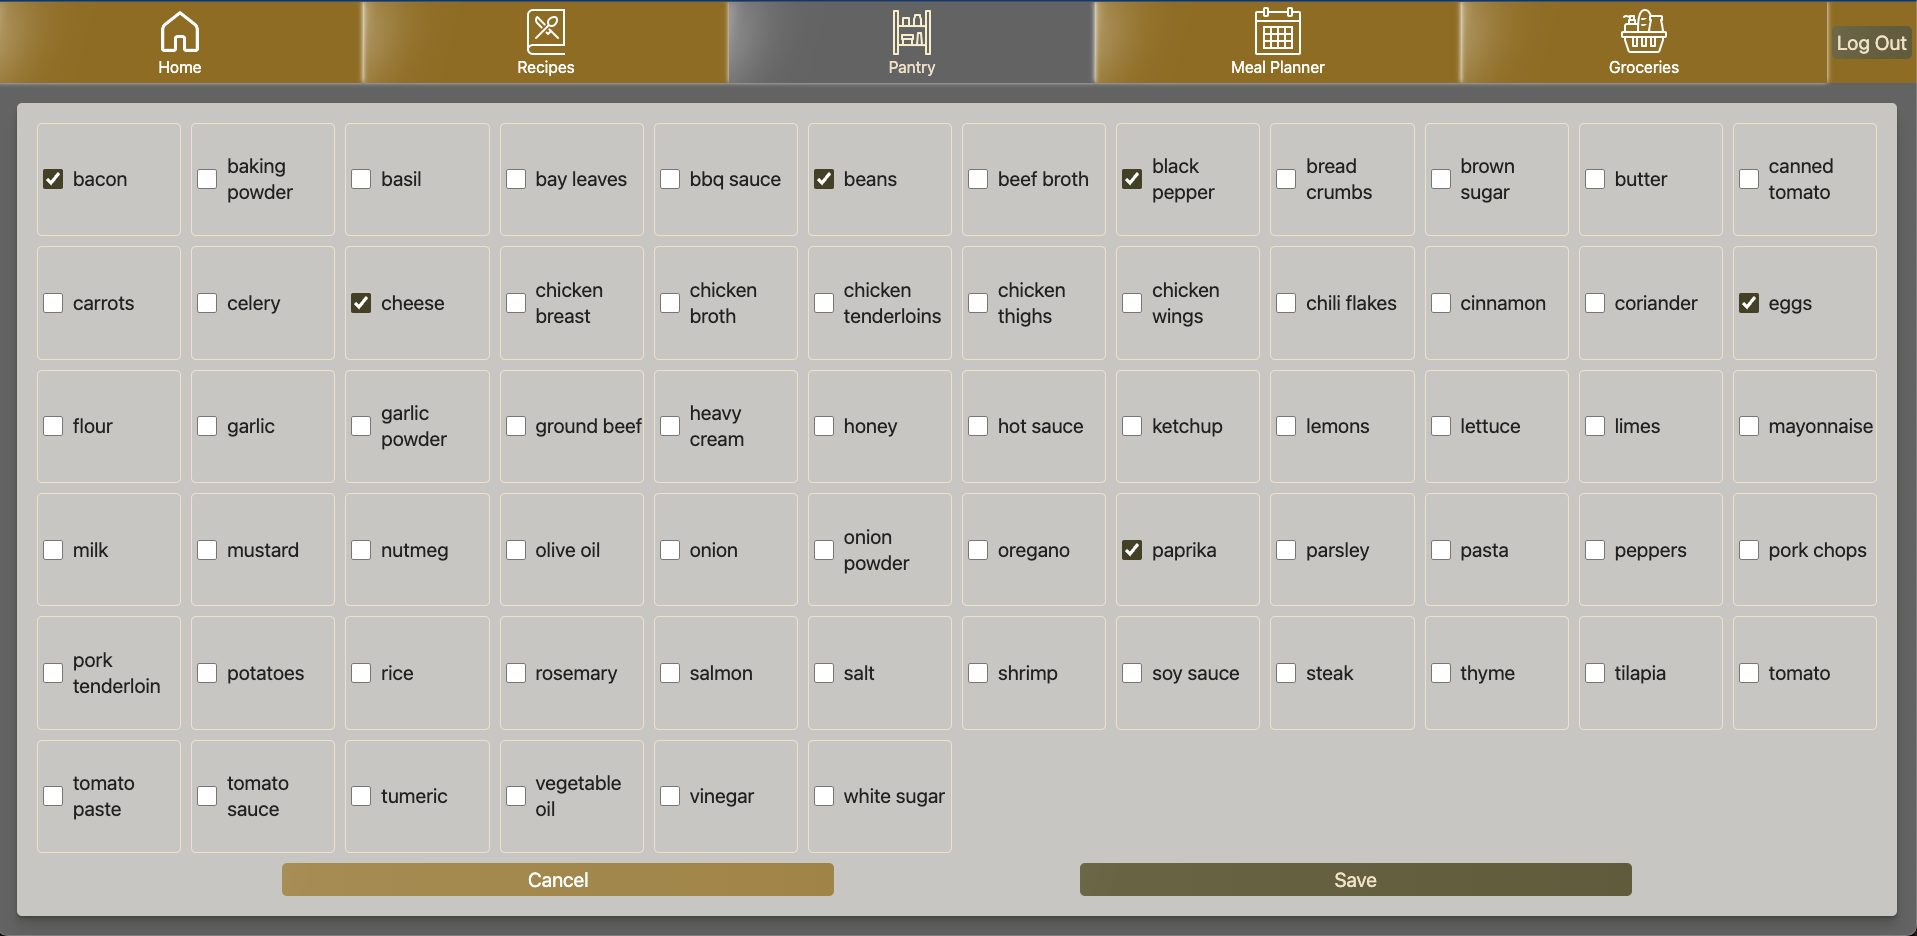 Home
Recipes
Pantry
Meal Planner
Groceries
Log Out
bacon
baking
powder
basil
bay leaves
bbq sauce
beans
beef broth
black
pepper
bread
crumbs
brown
sugar
butter
canned
tomato
carrots
celery
cheese
chicken
breast
chicken
broth
chicken
tenderloins
chicken
thighs
chicken
wings
chili flakes
cinnamon
coriander
eggs
flour
garlic
garlic
powder
ground beef
heavy
cream
honey
hot sauce
ketchup
lemons
lettuce
limes
mayonnaise
milk
mustard
nutmeg
olive oil
onion
onion
powder
oregano
paprika
parsley
pasta
peppers
pork chops
pork
tenderloin
potatoes
rice
rosemary
salmon
salt
shrimp
soy sauce
steak
thyme
tilapia
tomato
tomato
paste
tomato
sauce
tumeric
vegetable
oil
vinegar
white sugar
Cancel
Save